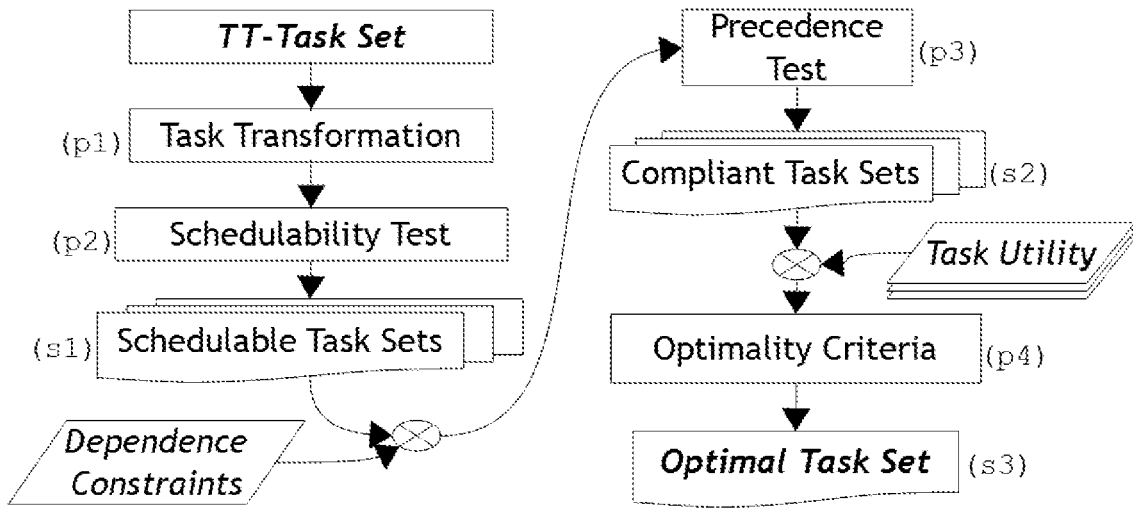 TT-Task Set
(p1)
Task Transformation
(p2)
Schedulability Test
(s1)
Schedulable Task Sets
Dependence
Constraints
Precedence
Test
(p3)
Compliant Task Sets
(s2)
Task Utility
Optimality Criteria
(p4)
Optimal Task Set
(s3)